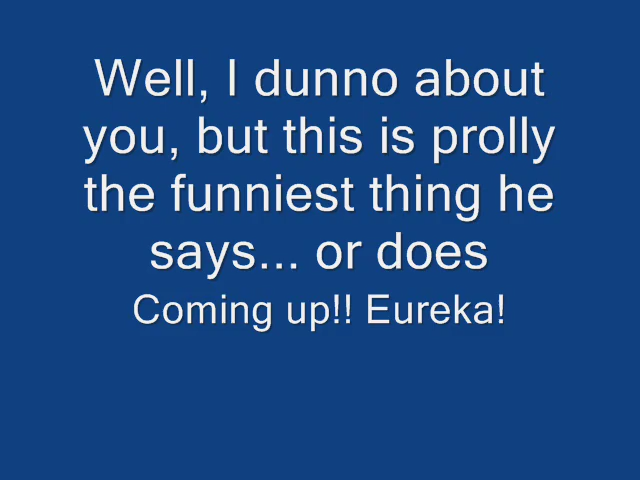 Well, I dunno about
you, but this is prolly
the funniest thing he
says... or does
Coming up!! Eureka!